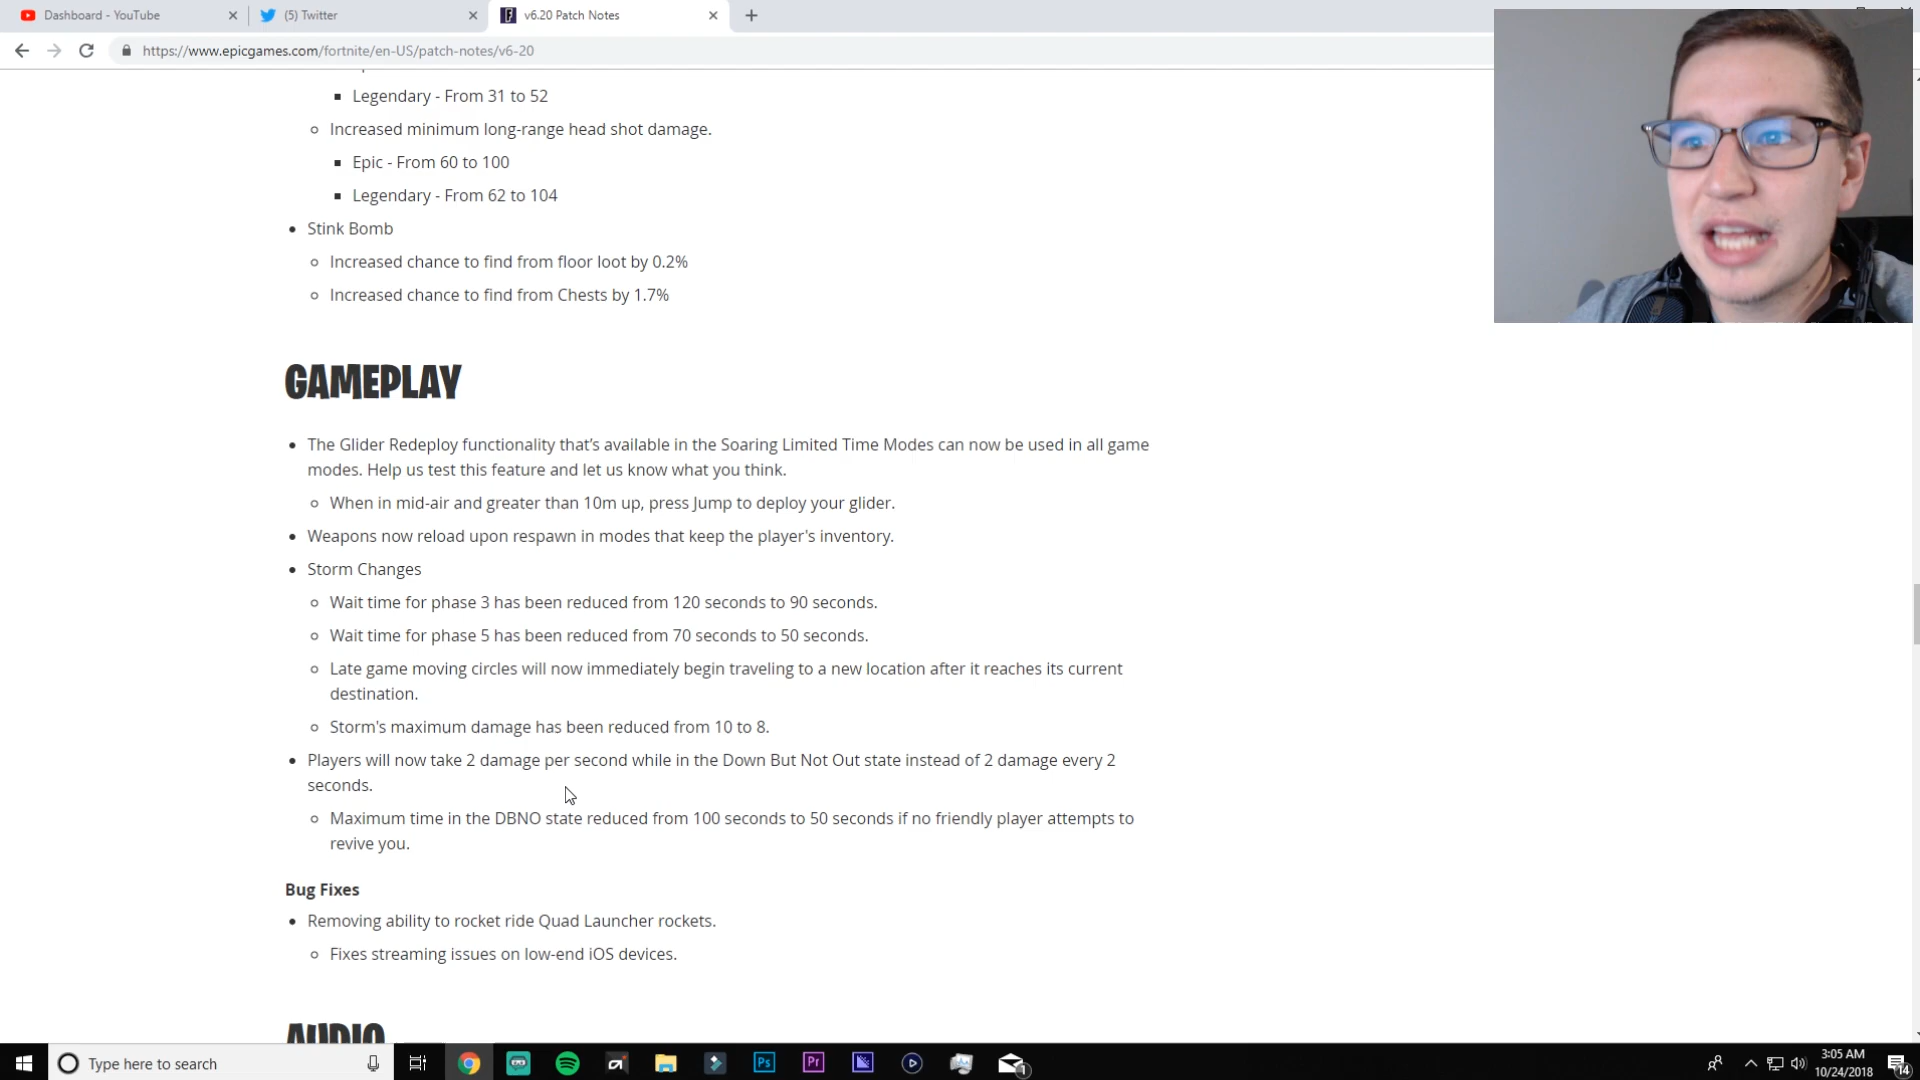 Dashboard - YouTube
(5) Twitter
v6.20 Patch Notes
https://www.epicgames.com/fortnite/en-US/patch-notes/v6-20
Legendary - From 31 to 52
Increased minimum long-range head shot damage.
Epic - From 60 to 100
Legendary - From 62 to 104
Stink Bomb
Increased chance to find from floor loot by 0.2%
Increased chance to find from Chests by 1.7%
GAMEPLAY
The Glider Redeploy functionality that's available in the Soaring Limited Time Modes can now be used in all game
modes. Help us test this feature and let us know what you think.
When in mid-air and greater than 10m up, press Jump to deploy your glider.
Weapons now reload upon respawn in modes that keep the player's inventory.
Storm Changes
Wait time for phase 3 has been reduced from 120 seconds to 90 seconds.
Wait time for phase 5 has been reduced from 70 seconds to 50 seconds.
Late game moving circles will now immediately begin traveling to a new location after it reaches its current
destination.
Storm's maximum damage has been reduced from 10 to 8.
Players will now take 2 damage per second while in the Down But Not Out state instead of 2 damage every 2
seconds.
Maximum time in the DBNO state reduced from 100 seconds to 50 seconds if no friendly player attempts to
revive you.
Bug Fixes
Removing ability to rocket ride Quad Launcher rockets.
Fixes streaming issues on low-end iOS devices.
AUDIO
Type here to search
Ps
Pr
1
3:05 AM
10/24/2018
14